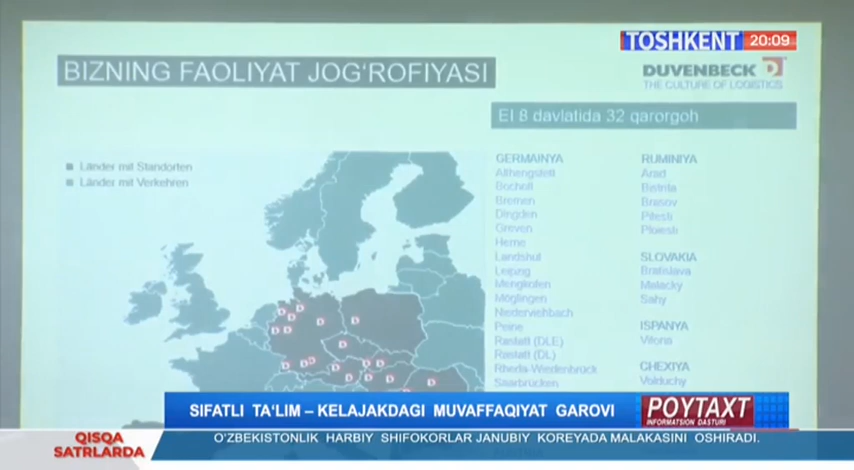 TOSHKENT 20:09
BIZNING FAOLIYAT JOG‘ROFIYASI
DUVENBECK D
THE CULTURE OF LOGISTICS
EI 8 davlatida 32 qarorgoh
Länder mit Standorten
Länder mit Verkehren
GERMAINYA
Althengstett
Bocholt
Bremen
Dingden
Greven
Herne
Landshut
Leipzig
Mengkofen
Möglingen
Niederviehbach
Peine
Rastatt (DLE)
Rastatt (DL)
Rheda-Wiedenbrück
Saarbrücken
RUMINIYA
Arad
Bistrita
Brasov
Pitesti
Ploiesti
SLOVAKIA
Bratislava
Malacky
Sahy
ISPANYA
Vitoria
CHEXIYA
Volduchy
SIFATLI TA‘LIM – KELAJAKDAGI MUVAFFAQIYAT GAROVI
POYTAXT
INFORMATSION DASTURI
QISQA
SATRLARDA
O‘ZBEKISTONLIK HARBIY SHIFOKORLAR JANUBIY KOREYADA MALAKASINI OSHIRADI.